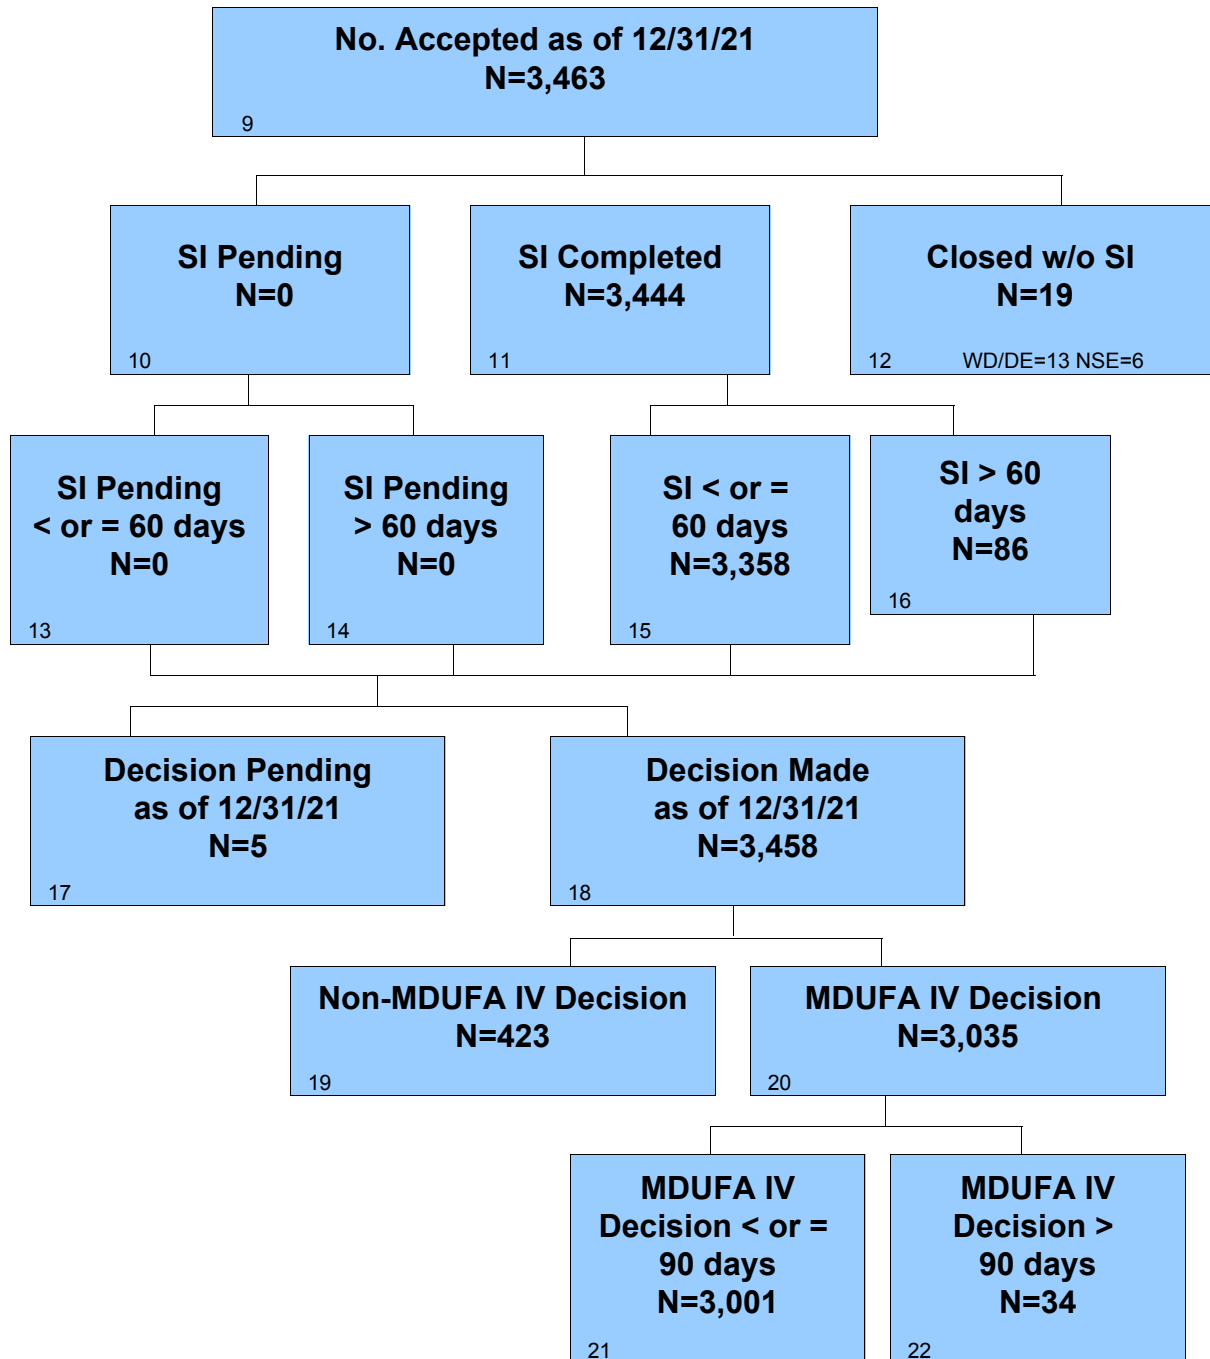 No. Accepted as of 12/31/21
N=3,463
9
SI Pending
N=0
10
SI Completed
N=3,444
11
Closed w/o SI
N=19
12 WD/DE=13 NSE=6
SI Pending
< or = 60 days
N=0
13
SI Pending
> 60 days
N=0
14
SI < or =
60 days
N=3,358
15
SI > 60
days
N=86
16
Decision Pending
as of 12/31/21
N=5
17
Decision Made
as of 12/31/21
N=3,458
18
Non-MDUFA IV Decision
N=423
19
MDUFA IV Decision
N=3,035
20
MDUFA IV
Decision < or =
90 days
N=3,001
21
MDUFA IV
Decision >
90 days
N=34
22